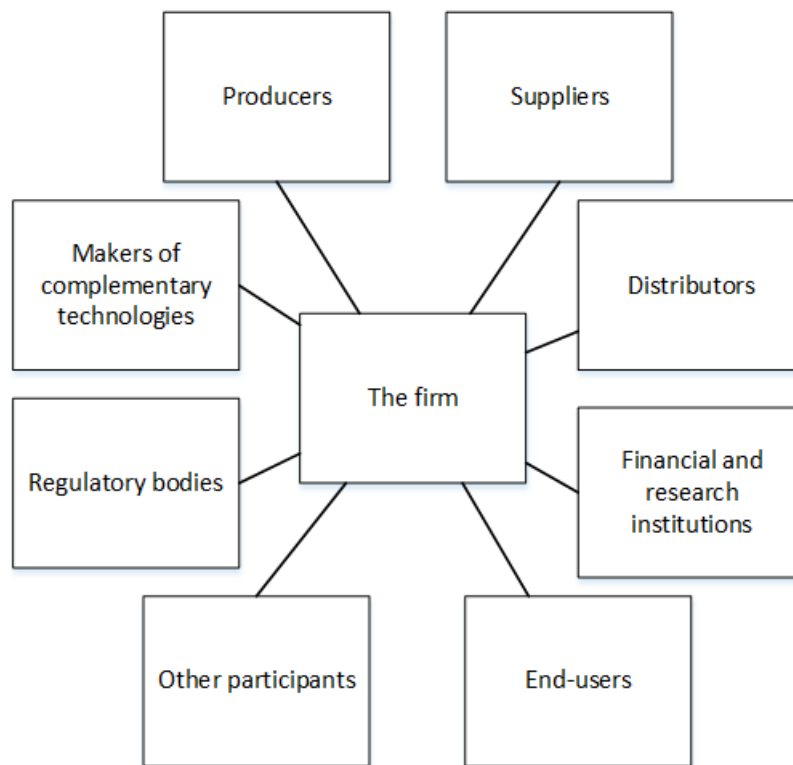 Producers
Suppliers
Makers of
complementary
technologies
Distributors
The firm
Regulatory bodies
Financial and
research
institutions
Other participants
End-users